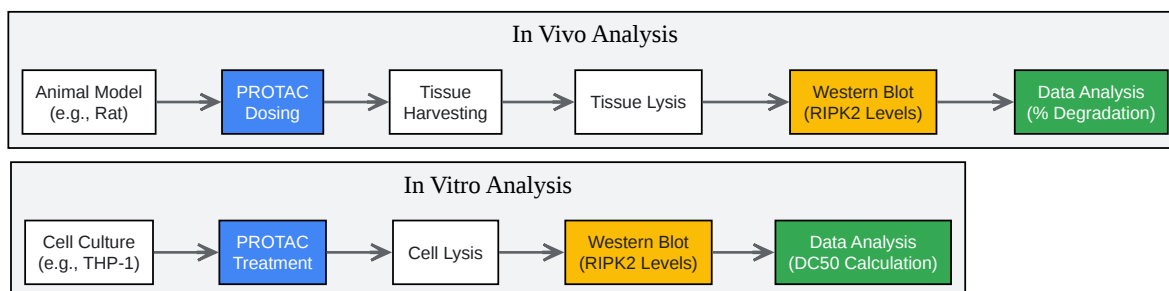 In Vivo Analysis
Animal Model
(e.g., Rat)
PROTAC
Dosing
Tissue
Harvesting
Tissue Lysis
Western Blot
(RIPK2 Levels)
Data Analysis
(% Degradation)
In Vitro Analysis
Cell Culture
(e.g., THP-1)
PROTAC
Treatment
Cell Lysis
Western Blot
(RIPK2 Levels)
Data Analysis
(DC50 Calculation)